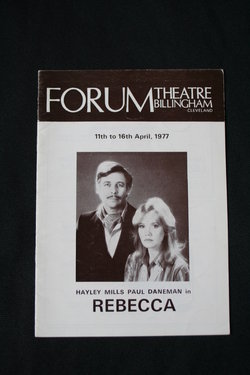 FORUM THEATRE
BILLINGHAM
CLEVELAND
11th to 16th April, 1977
HAYLEY MILLS PAUL DANEMAN in
REBECCA